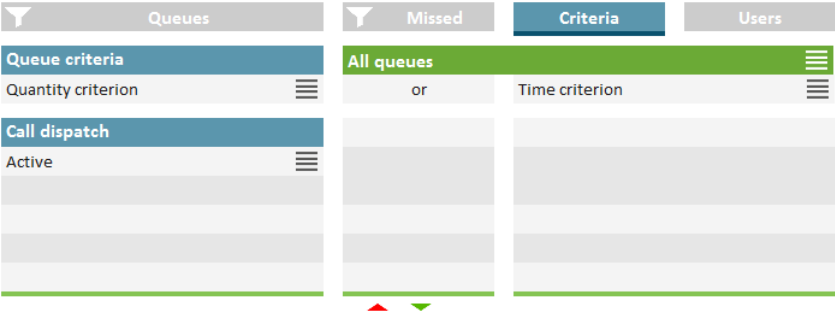 Queues Missed Criteria Users
Queue criteria All queues
Quantity criterion or Time criterion
Call dispatch
Active